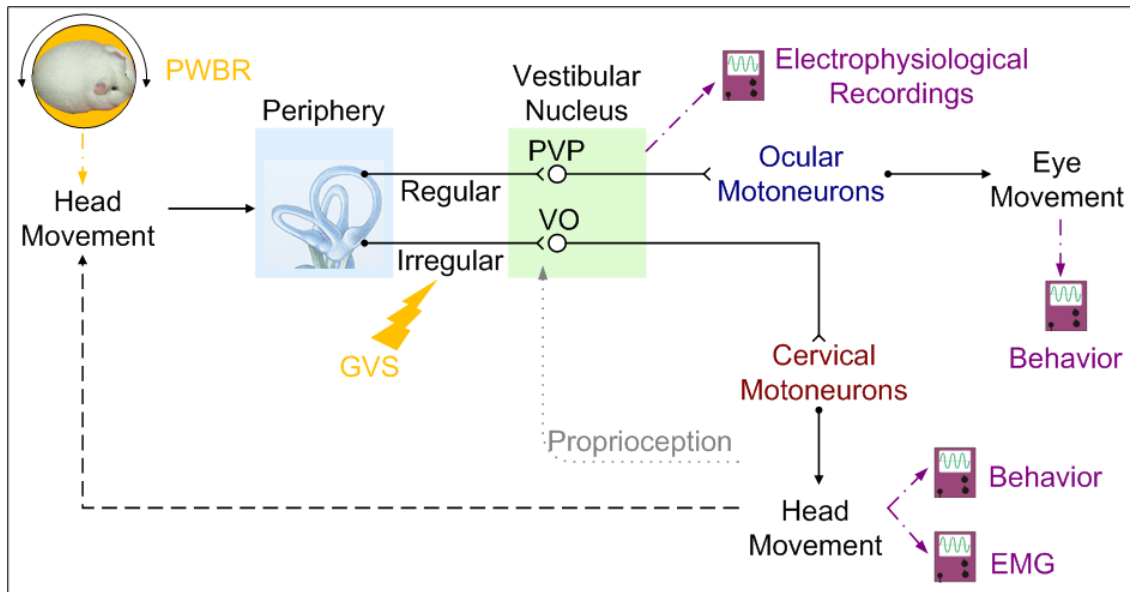 PWBR
Head
Movement
Periphery
Regular
Irregular
GVS
Vestibular
Nucleus
PVP
VO
Electrophysiological
Recordings
Ocular
Motoneurons
Eye
Movement
Behavior
Cervical
Motoneurons
Proprioception
Head
Movement
Behavior
EMG